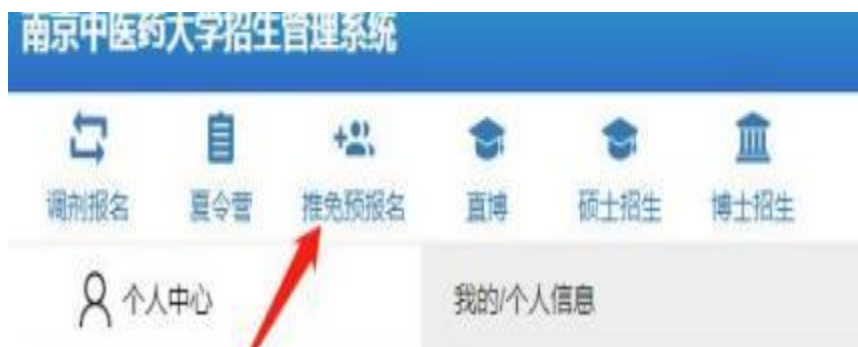 南京中医药大学招生管理系统
调剂报名 夏令营 推免预报名 直博 硕士招生 博士招生
个人中心 我的/个人信息